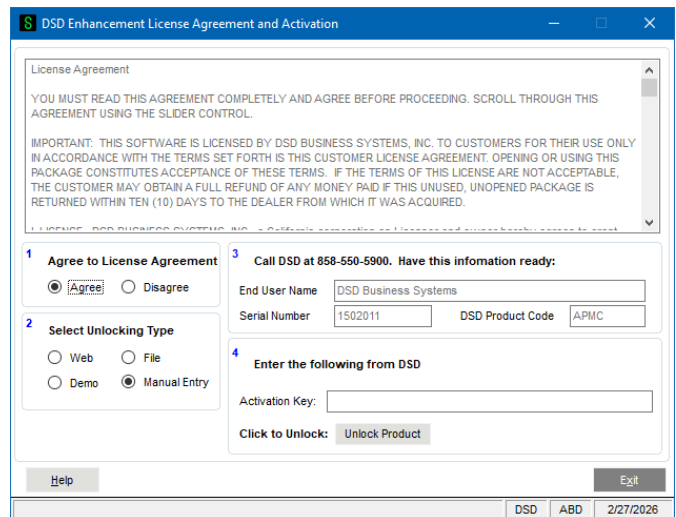 S DSD Enhancement License Agreement and Activation
License Agreement
YOU MUST READ THIS AGREEMENT COMPLETELY AND AGREE BEFORE PROCEEDING. SCROLL THROUGH THIS
AGREEMENT USING THE SLIDER CONTROL.
IMPORTANT: THIS SOFTWARE IS LICENSED BY DSD BUSINESS SYSTEMS, INC. TO CUSTOMERS FOR THEIR USE ONLY
IN ACCORDANCE WITH THE TERMS SET FORTH IS THIS CUSTOMER LICENSE AGREEMENT. OPENING OR USING THIS
PACKAGE CONSTITUTES ACCEPTANCE OF THESE TERMS. IF THE TERMS OF THIS LICENSE ARE NOT ACCEPTABLE,
THE CUSTOMER MAY OBTAIN A FULL REFUND OF ANY MONEY PAID IF THIS UNUSED, UNOPENED PACKAGE IS
RETURNED WITHIN TEN (10) DAYS TO THE DEALER FROM WHICH IT WAS ACQUIRED.
1 Agree to License Agreement
Agree Disagree
2 Select Unlocking Type
Web File
Demo Manual Entry
3 Call DSD at 858-550-5900. Have this infomation ready:
End User Name DSD Business Systems
Serial Number 1502011 DSD Product Code APMC
4 Enter the following from DSD
Activation Key:
Click to Unlock: Unlock Product
Help Exit
DSD ABD 2/27/2026